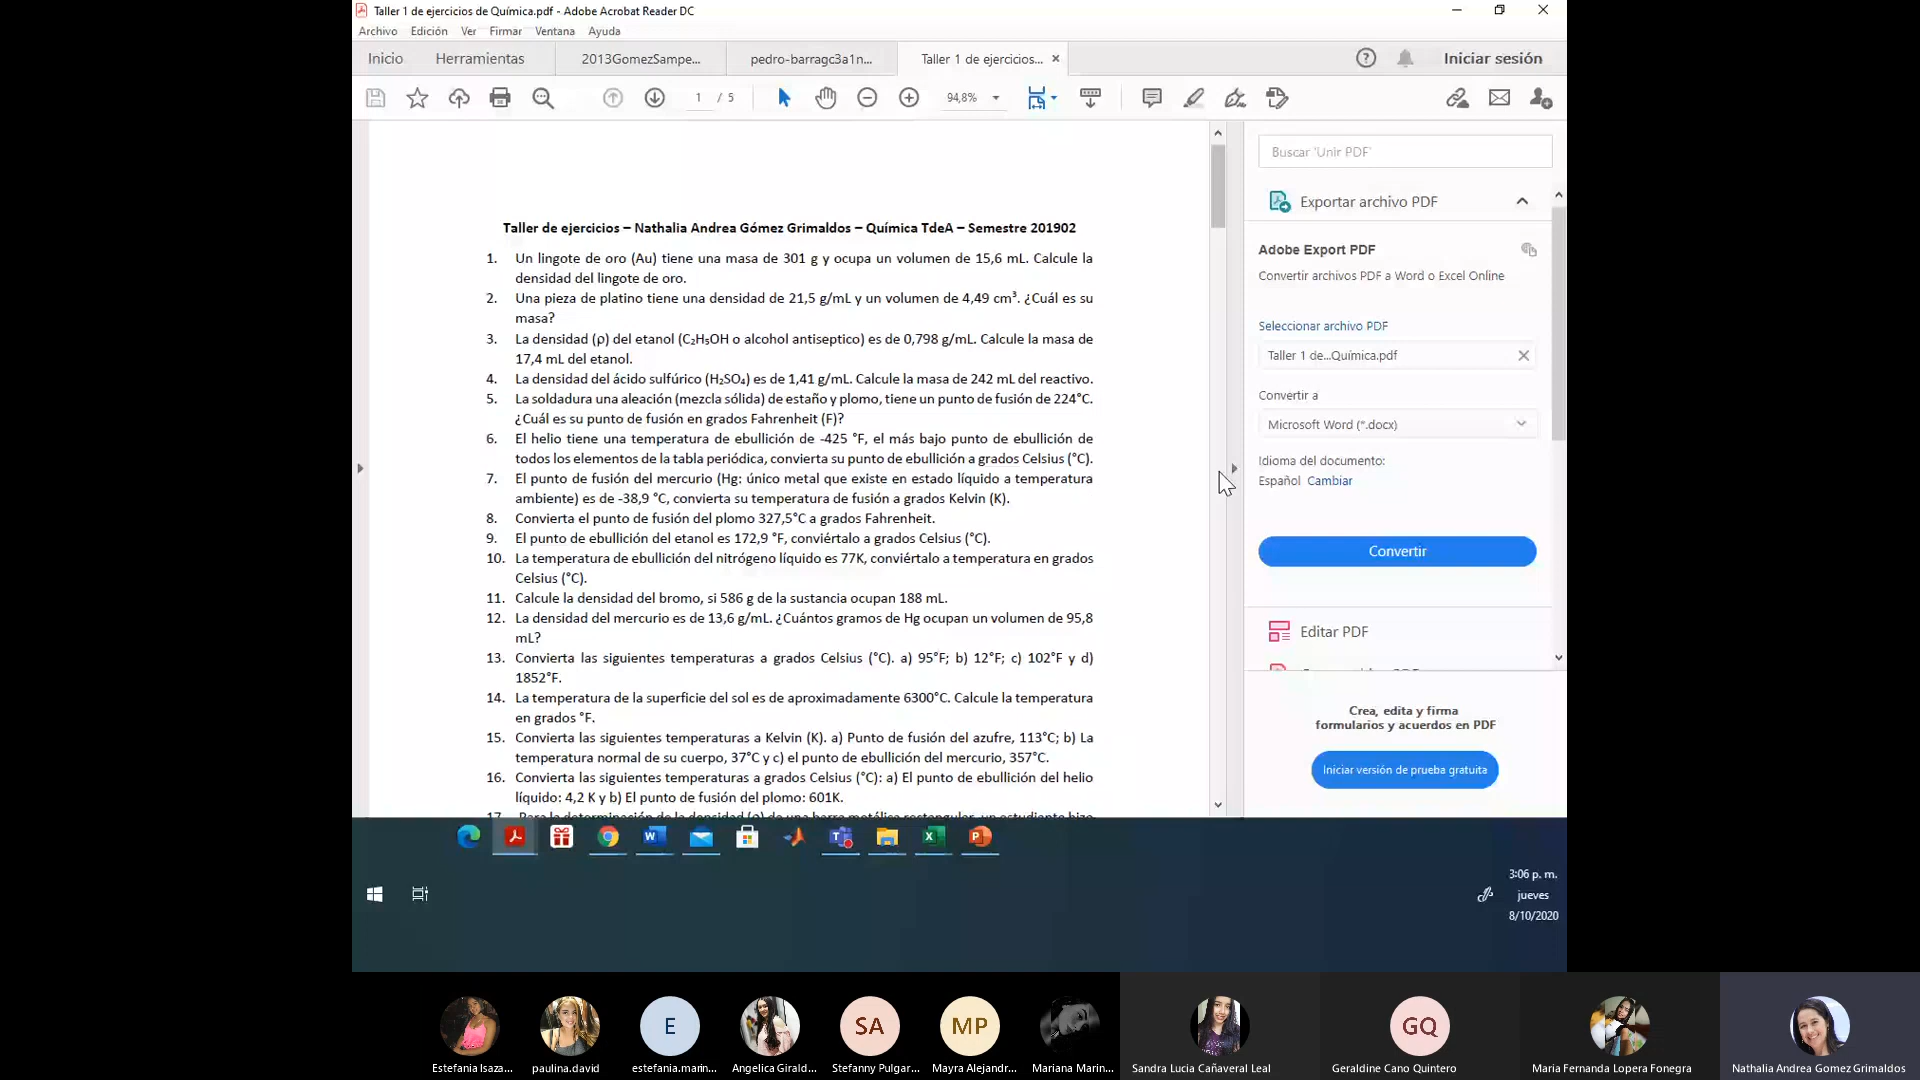 Taller 1 de ejercicios de Química.pdf - Adobe Acrobat Reader DC
Archivo Edición Ver Firmar Ventana Ayuda
Inicio Herramientas 2013GomezSampe... pedro-barragc3a1n... Taller 1 de ejercicios... Iniciar sesión
1 / 5 94,8%
Taller de ejercicios – Nathalia Andrea Gómez Grimaldos – Química TdeA – Semestre 201902
1. Un lingote de oro (Au) tiene una masa de 301 g y ocupa un volumen de 15,6 mL. Calcule la
densidad del lingote de oro.
2. Una pieza de platino tiene una densidad de 21,5 g/mL y un volumen de 4,49 cm³. ¿Cuál es su
masa?
3. La densidad (ρ) del etanol (C₂H₅OH o alcohol antiseptico) es de 0,798 g/mL. Calcule la masa de
17,4 mL del etanol.
4. La densidad del ácido sulfúrico (H₂SO₄) es de 1,41 g/mL. Calcule la masa de 242 mL del reactivo.
5. La soldadura una aleación (mezcla sólida) de estaño y plomo, tiene un punto de fusión de 224°C.
¿Cuál es su punto de fusión en grados Fahrenheit (F)?
6. El helio tiene una temperatura de ebullición de -425 °F, el más bajo punto de ebullición de
todos los elementos de la tabla periódica, convierta su punto de ebullición a grados Celsius (°C).
7. El punto de fusión del mercurio (Hg: único metal que existe en estado líquido a temperatura
ambiente) es de -38,9 °C, convierta su temperatura de fusión a grados Kelvin (K).
8. Convierta el punto de fusión del plomo 327,5°C a grados Fahrenheit.
9. El punto de ebullición del etanol es 172,9 °F, conviértalo a grados Celsius (°C).
10. La temperatura de ebullición del nitrógeno líquido es 77K, conviértalo a temperatura en grados
Celsius (°C).
11. Calcule la densidad del bromo, si 586 g de la sustancia ocupan 188 mL.
12. La densidad del mercurio es de 13,6 g/mL. ¿Cuántos gramos de Hg ocupan un volumen de 95,8
mL?
13. Convierta las siguientes temperaturas a grados Celsius (°C). a) 95°F; b) 12°F; c) 102°F y d)
1852°F.
14. La temperatura de la superficie del sol es de aproximadamente 6300°C. Calcule la temperatura
en grados °F.
15. Convierta las siguientes temperaturas a Kelvin (K). a) Punto de fusión del azufre, 113°C; b) La
temperatura normal de su cuerpo, 37°C y c) el punto de ebullición del mercurio, 357°C.
16. Convierta las siguientes temperaturas a grados Celsius (°C): a) El punto de ebullición del helio
líquido: 4,2 K y b) El punto de fusión del plomo: 601K.
17. Para la determinación de la densidad (ρ) de una barra metálica rectangular, un estudiante hizo
Buscar 'Unir PDF'
Exportar archivo PDF
Adobe Export PDF
Convertir archivos PDF a Word o Excel Online
Seleccionar archivo PDF
Taller 1 de...Química.pdf
Convertir a
Microsoft Word (*.docx)
Idioma del documento:
Español Cambiar
Convertir
Editar PDF
Crea, edita y firma
formularios y acuerdos en PDF
Iniciar versión de prueba gratuita
3:06 p. m.
jueves
8/10/2020
E SA MP GQ
Estefania Isaza... paulina.david estefania.marin... Angelica Girald... Stefanny Pulgar... Mayra Alejandr... Mariana Marin... Sandra Lucia Cañaveral Leal Geraldine Cano Quintero Maria Fernanda Lopera Fonegra Nathalia Andrea Gomez Grimaldos